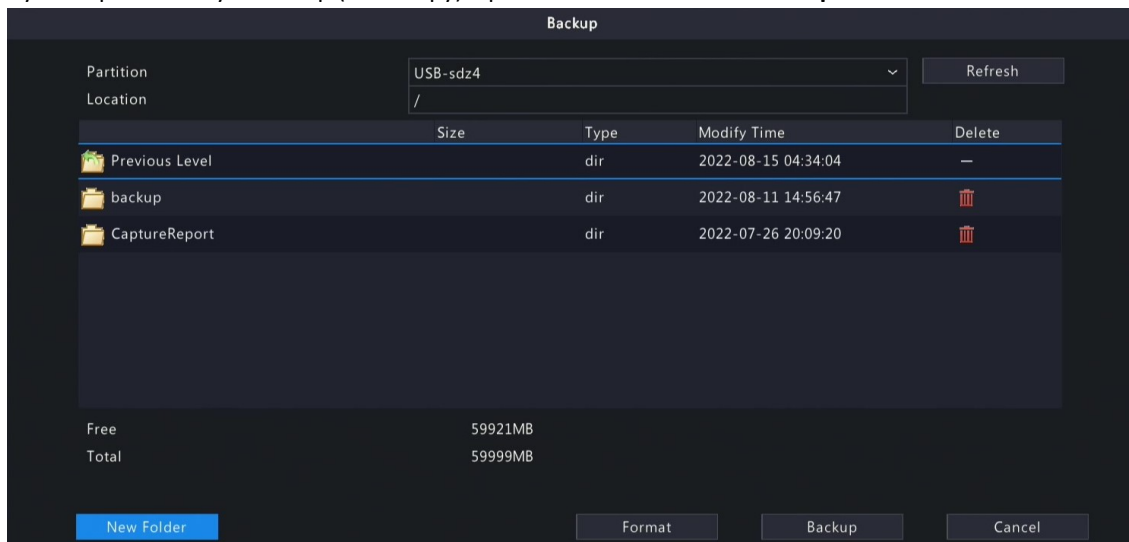 Backup
Partition USB-sdz4 Refresh
Location /
Size Type Modify Time Delete
Previous Level dir 2022-08-15 04:34:04 —
backup dir 2022-08-11 14:56:47
CaptureReport dir 2022-07-26 20:09:20
Free 59921MB
Total 59999MB
New Folder Format Backup Cancel